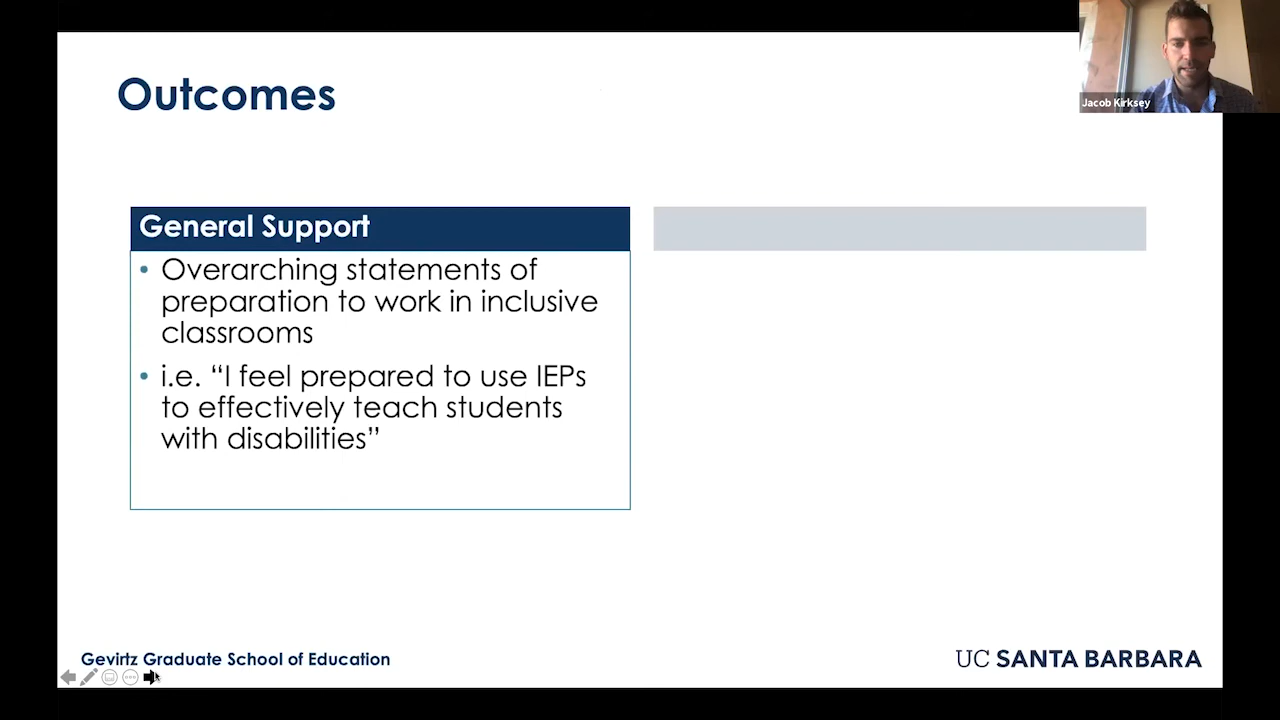 Outcomes
Jacob Kirksey
General Support
• Overarching statements of
preparation to work in inclusive
classrooms
• i.e. “I feel prepared to use IEPs
to effectively teach students
with disabilities”
Gevirtz Graduate School of Education
UC SANTA BARBARA